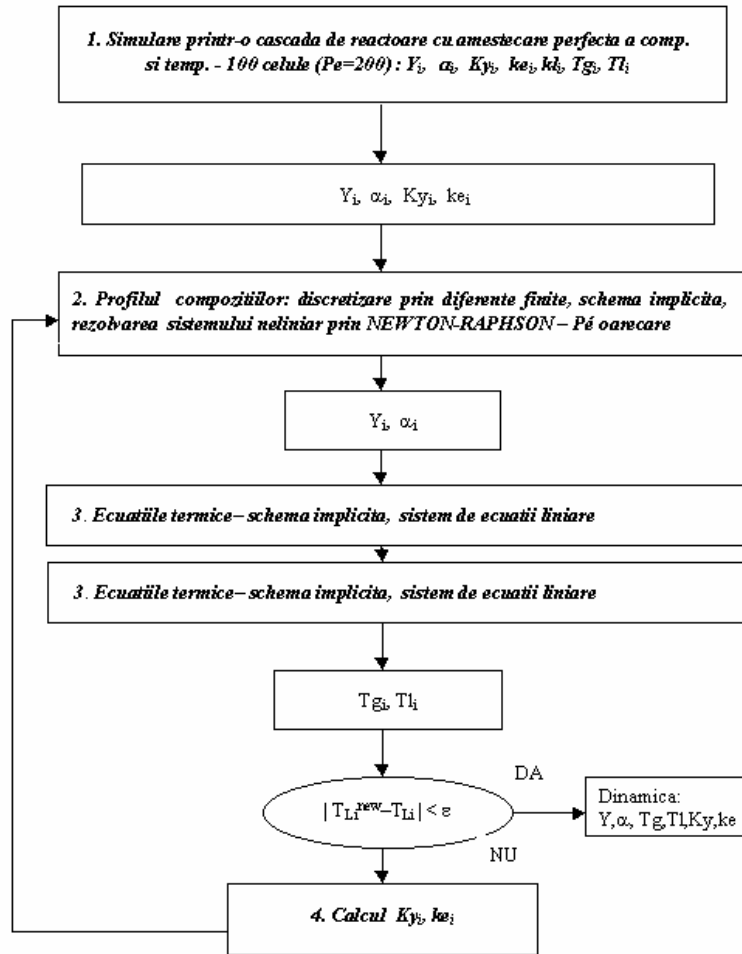 1. Simulare printr-o cascada de reactoare cu amestecare perfecta a comp.
si temp. - 100 celule (Pe=200) : Yi, αi, Kyi, kei, kli, Tgi, Tli
Yi, αi, Kyi, kei
2. Profilul compozitiilor: discretizare prin diferente finite, schema implicita,
rezolvarea sistemului neliniar prin NEWTON-RAPHSON – Pé oarecare
Yi, αi
3. Ecuatiile termice– schema implicita, sistem de ecuatii liniare
3. Ecuatiile termice– schema implicita, sistem de ecuatii liniare
Tgi, Tli
DA
| TLi^new–TLi | < ε
Dinamica:
Y,α, Tg,Tl,Ky,ke
NU
4. Calcul Kyi, kei